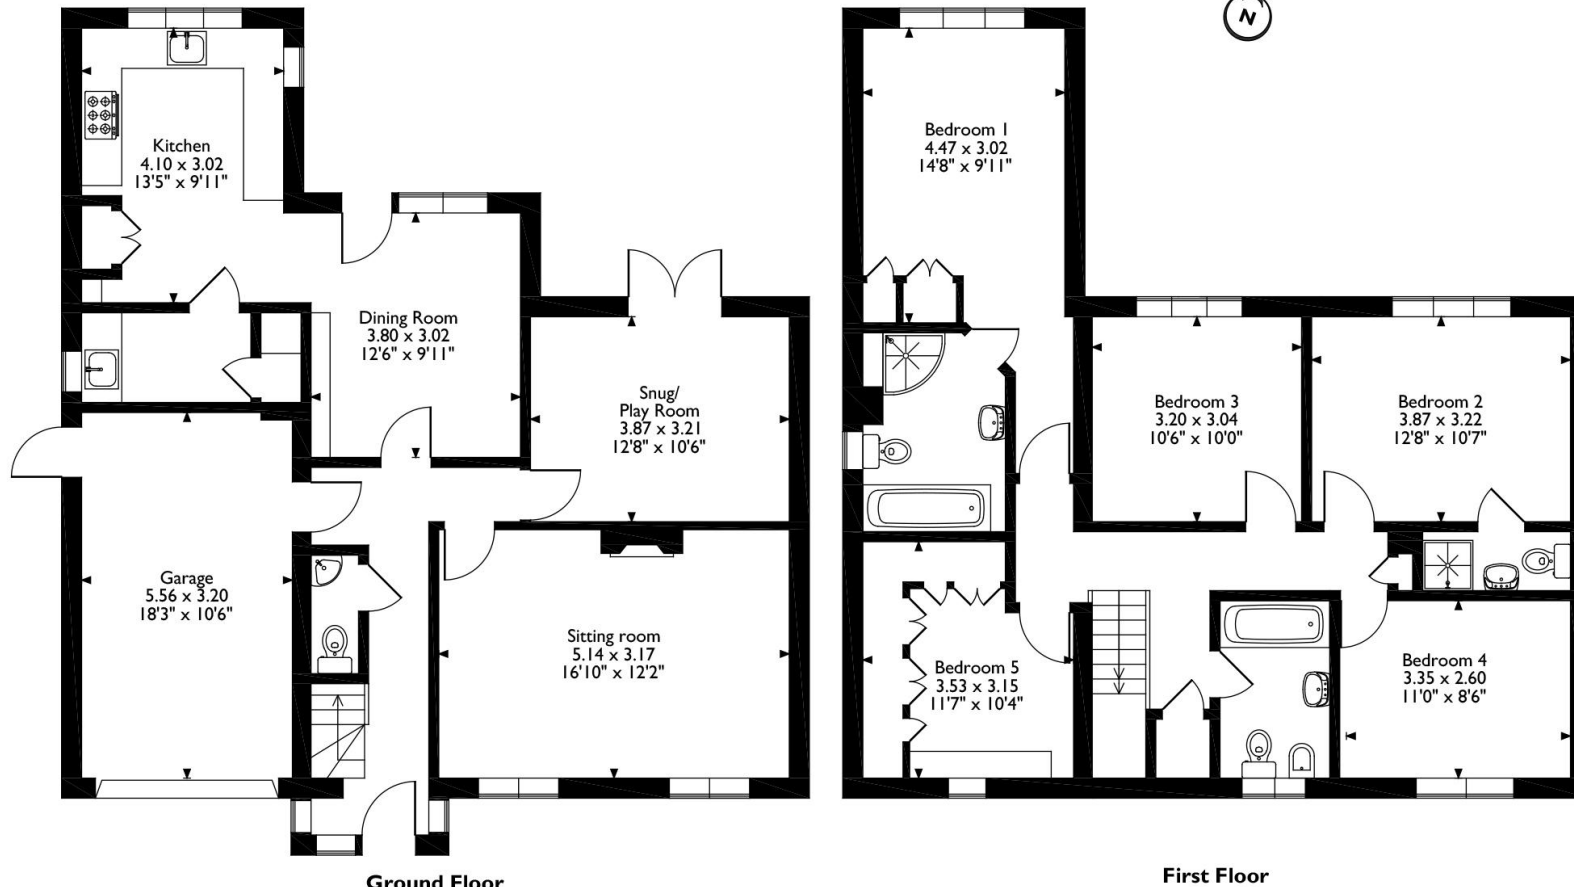 N
Kitchen
4.10 x 3.02
13'5" x 9'11"
Dining Room
3.80 x 3.02
12'6" x 9'11"
Snug/
Play Room
3.87 x 3.21
12'8" x 10'6"
Garage
5.56 x 3.20
18'3" x 10'6"
Sitting room
5.14 x 3.17
16'10" x 12'2"
Ground Floor
Bedroom 1
4.47 x 3.02
14'8" x 9'11"
Bedroom 3
3.20 x 3.04
10'6" x 10'0"
Bedroom 2
3.87 x 3.22
12'8" x 10'7"
Bedroom 5
3.53 x 3.15
11'7" x 10'4"
Bedroom 4
3.35 x 2.60
11'0" x 8'6"
First Floor